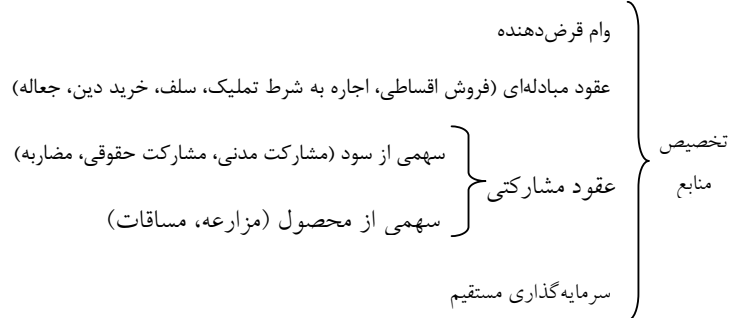 تخصیص
منابع
وام قرض‌دهنده
عقود مبادله‌ای (فروش اقساطی، اجاره به شرط تملیک، سلف، خرید دین، جعاله)
عقود مشارکتی
سهمی از سود (مشارکت مدنی، مشارکت حقوقی، مضاربه)
سهمی از محصول (مزارعه، مساقات)
سرمایه‌گذاری مستقیم